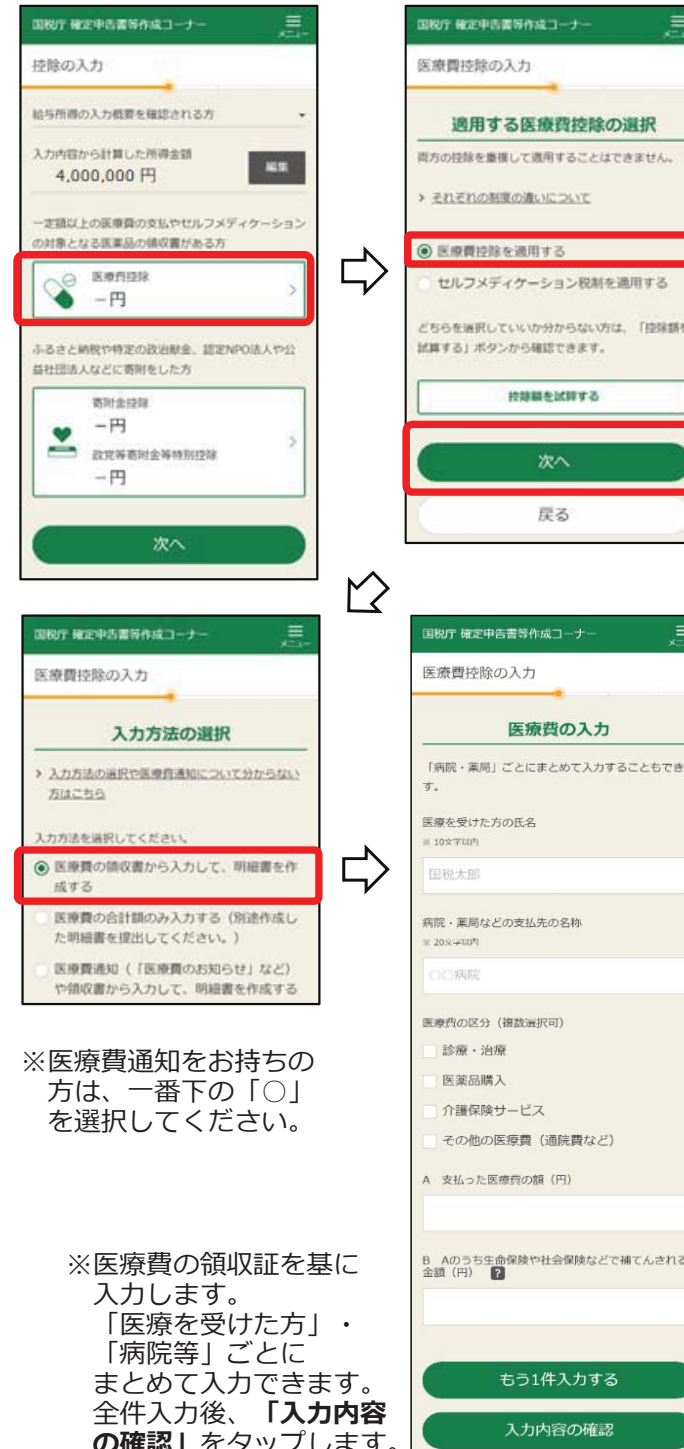 国税庁 確定申告書等作成コーナー
メニュー
控除の入力
給与所得の入力概要を確認される方
入力内容から計算した所得金額
4,000,000 円
編集
一定額以上の医療費の支払やセルフメディケーション
の対象となる医薬品の領収書がある方
医療費控除
－円
ふるさと納税や特定の政治献金、認定NPO法人や公
益社団法人などに寄附をした方
寄附金控除
－円
政党等寄附金等特別控除
－円
次へ
国税庁 確定申告書等作成コーナー
医療費控除の入力
適用する医療費控除の選択
両方の控除を重複して適用することはできません。
それぞれの制度の違いについて
医療費控除を適用する
セルフメディケーション税制を適用する
どちらを選択していいか分からない方は、「控除額を
試算する」ボタンから確認できます。
控除額を試算する
次へ
戻る
国税庁 確定申告書等作成コーナー
メニュー
医療費控除の入力
入力方法の選択
入力方法の選択や医療費通知について分からない
方はこちら
入力方法を選択してください。
医療費の領収書から入力して、明細書を作
成する
医療費の合計額のみ入力する（別途作成し
た明細書を提出してください。）
医療費通知（「医療費のお知らせ」など）
や領収書から入力して、明細書を作成する
※医療費通知をお持ちの
方は、一番下の「○」
を選択してください。
※医療費の領収証を基に
入力します。
「医療を受けた方」・
「病院等」ごとに
まとめて入力できます。
全件入力後、「入力内容
の確認」をタップします。
国税庁 確定申告書等作成コーナー
医療費控除の入力
医療費の入力
「病院・薬局」ごとにまとめて入力することもでき
す。
医療を受けた方の氏名
※ 10文字以内
国税太郎
病院・薬局などの支払先の名称
※ 20文字以内
○○病院
医療費の区分（複数選択可）
診療・治療
医薬品購入
介護保険サービス
その他の医療費（通院費など）
A 支払った医療費の額（円）
B Aのうち生命保険や社会保険などで補てんされる
金額（円） ?
もう1件入力する
入力内容の確認